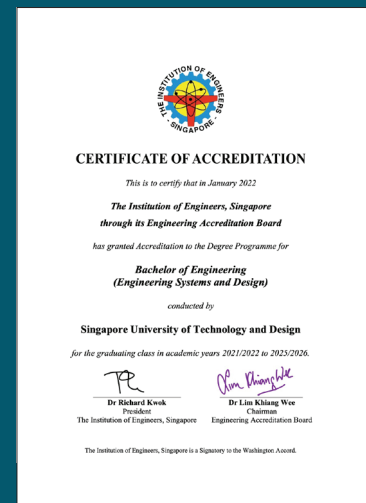 THE INSTITUTION OF ENGINEERS
SINGAPORE
CERTIFICATE OF ACCREDITATION
This is to certify that in January 2022
The Institution of Engineers, Singapore
through its Engineering Accreditation Board
has granted Accreditation to the Degree Programme for
Bachelor of Engineering
(Engineering Systems and Design)
conducted by
Singapore University of Technology and Design
for the graduating class in academic years 2021/2022 to 2025/2026.
Lim Khiang Wee
Dr Richard Kwok
President
The Institution of Engineers, Singapore
Dr Lim Khiang Wee
Chairman
Engineering Accreditation Board
The Institution of Engineers, Singapore is a Signatory to the Washington Accord.